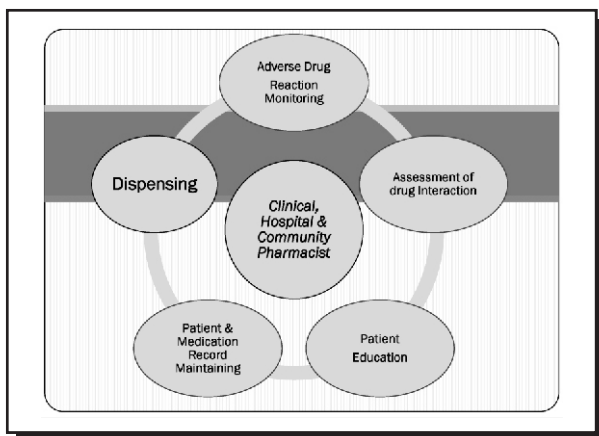 Adverse Drug
Reaction
Monitoring
Dispensing
Assessment of
drug Interaction
Clinical,
Hospital &
Community
Pharmacist
Patient &
Medication
Record
Maintaining
Patient
Education